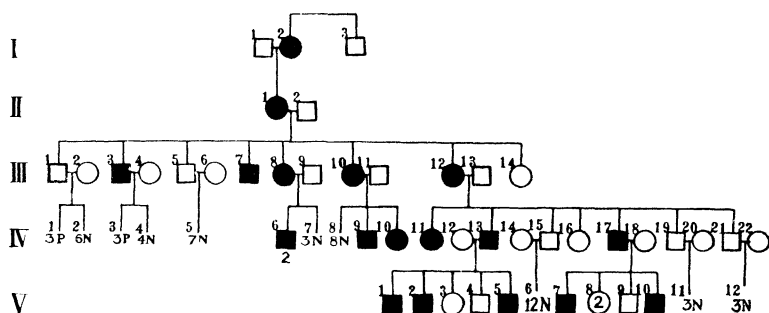 I 1 2 3
II 1 2
III 1 2 3 4 5 6 7 8 9 10 11 12 13 14
IV 1 2 3 4 5 6 7 8 9 10 11 12 13 14 15 16 17 18 19 20 21 22
3P 6N 3P 4N 7N 2 3N 8N
V 1 2 3 4 5 6 7 8 9 10 11 12
12N 2 3N 3N